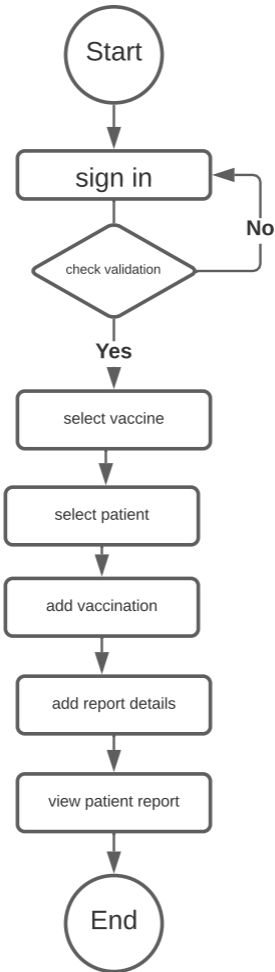 Start
sign in
No
check validation
Yes
select vaccine
select patient
add vaccination
add report details
view patient report
End